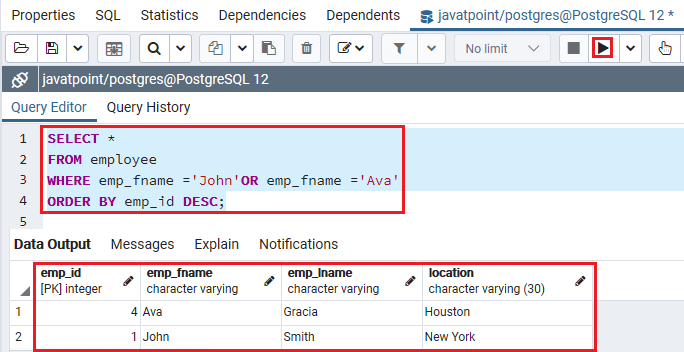 Properties SQL Statistics Dependencies Dependents javatpoint/postgres@PostgreSQL 12 *
No limit
javatpoint/postgres@PostgreSQL 12
Query Editor Query History
1 SELECT *
2 FROM employee
3 WHERE emp_fname ='John'OR emp_fname ='Ava'
4 ORDER BY emp_id DESC;
5
Data Output Messages Explain Notifications
emp_id emp_fname emp_lname location
[PK] integer character varying character varying character varying (30)
1 4 Ava Gracia Houston
2 1 John Smith New York